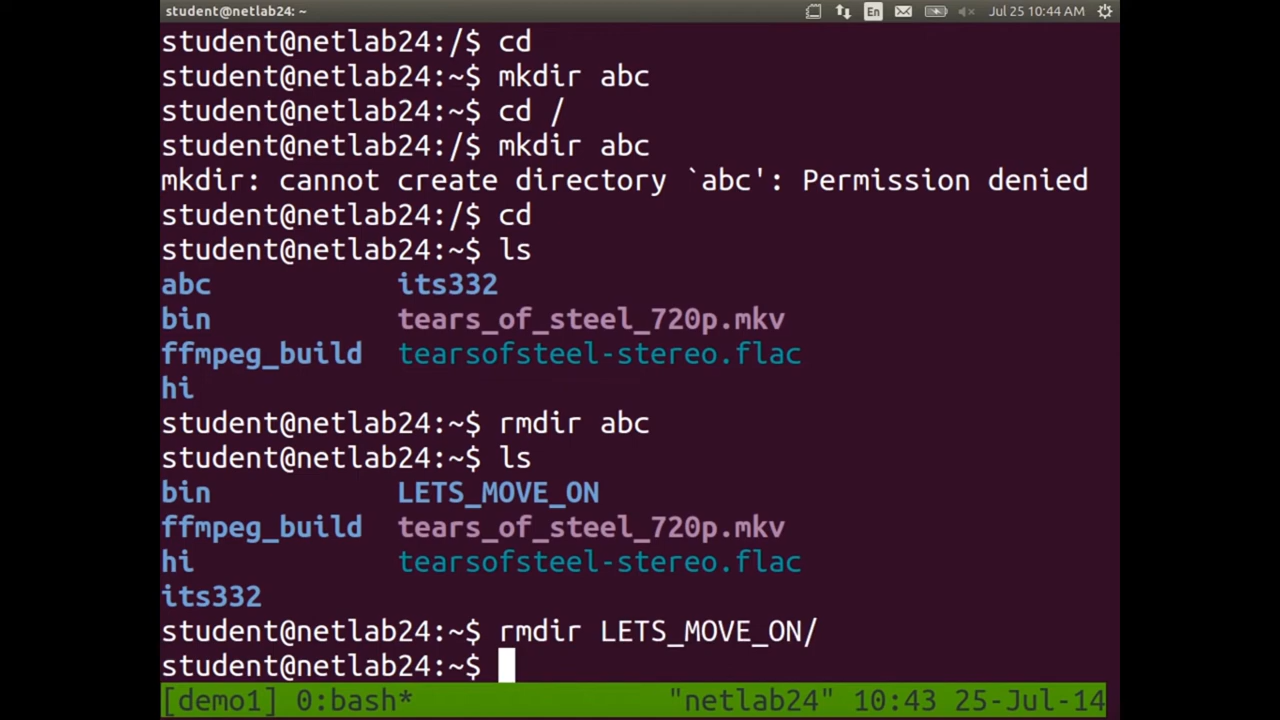 student@netlab24: ~ En Jul 25 10:44 AM
student@netlab24:/$ cd
student@netlab24:~$ mkdir abc
student@netlab24:~$ cd /
student@netlab24:/$ mkdir abc
mkdir: cannot create directory `abc': Permission denied
student@netlab24:/$ cd
student@netlab24:~$ ls
abc its332
bin tears_of_steel_720p.mkv
ffmpeg_build tearsofsteel-stereo.flac
hi
student@netlab24:~$ rmdir abc
student@netlab24:~$ ls
bin LETS_MOVE_ON
ffmpeg_build tears_of_steel_720p.mkv
hi tearsofsteel-stereo.flac
its332
student@netlab24:~$ rmdir LETS_MOVE_ON/
student@netlab24:~$
[demo1] 0:bash* "netlab24" 10:43 25-Jul-14